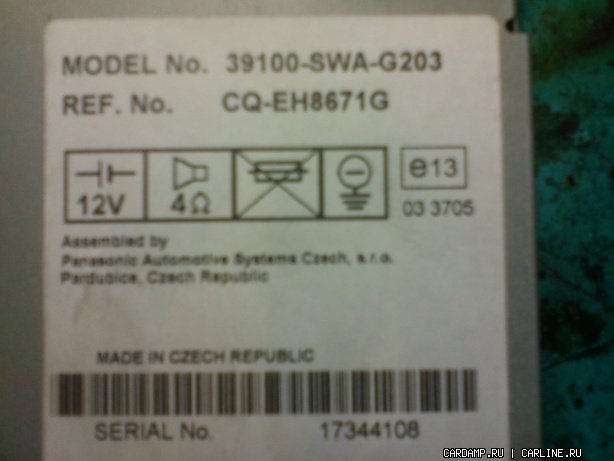 MODEL No. 39100-SWA-G203
REF. No. CQ-EH8671G
12V 4Ω e13
03 3705
Assembled by
Panasonic Automotive Systems Czech, s.r.o.
Pardubice, Czech Republic
MADE IN CZECH REPUBLIC
SERIAL No. 17344108
CARDAMP.RU | CARLINE.RU